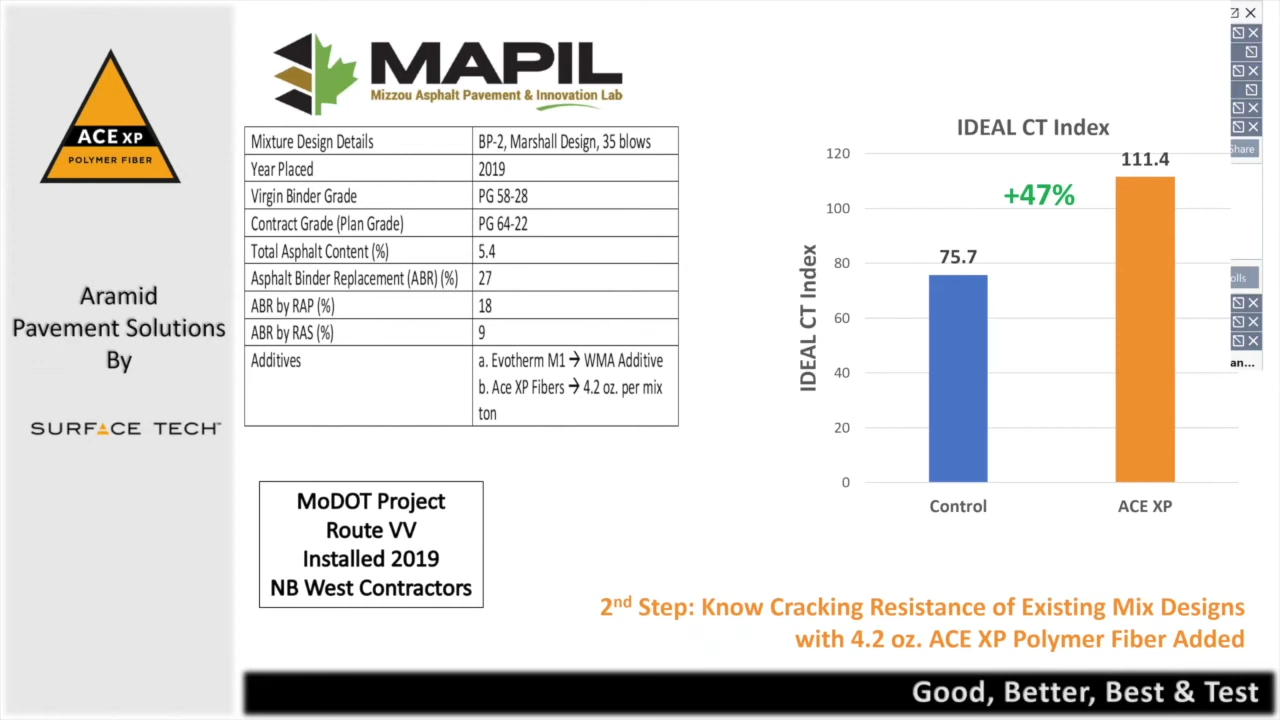 ACE XP
POLYMER FIBER
Aramid
Pavement Solutions
By
SURFACE TECH™
MAPIL
Mizzou Asphalt Pavement & Innovation Lab
Mixture Design Details BP-2, Marshall Design, 35 blows
Year Placed 2019
Virgin Binder Grade PG 58-28
Contract Grade (Plan Grade) PG 64-22
Total Asphalt Content (%) 5.4
Asphalt Binder Replacement (ABR) (%) 27
ABR by RAP (%) 18
ABR by RAS (%) 9
Additives a. Evotherm M1 → WMA Additive
b. Ace XP Fibers → 4.2 oz. per mix
ton
MoDOT Project
Route VV
Installed 2019
NB West Contractors
IDEAL CT Index
IDEAL CT Index
120
100
80
60
40
20
0
75.7
+47%
111.4
Control ACE XP
2nd Step: Know Cracking Resistance of Existing Mix Designs
with 4.2 oz. ACE XP Polymer Fiber Added
Good, Better, Best & Test
Share
olls
an...